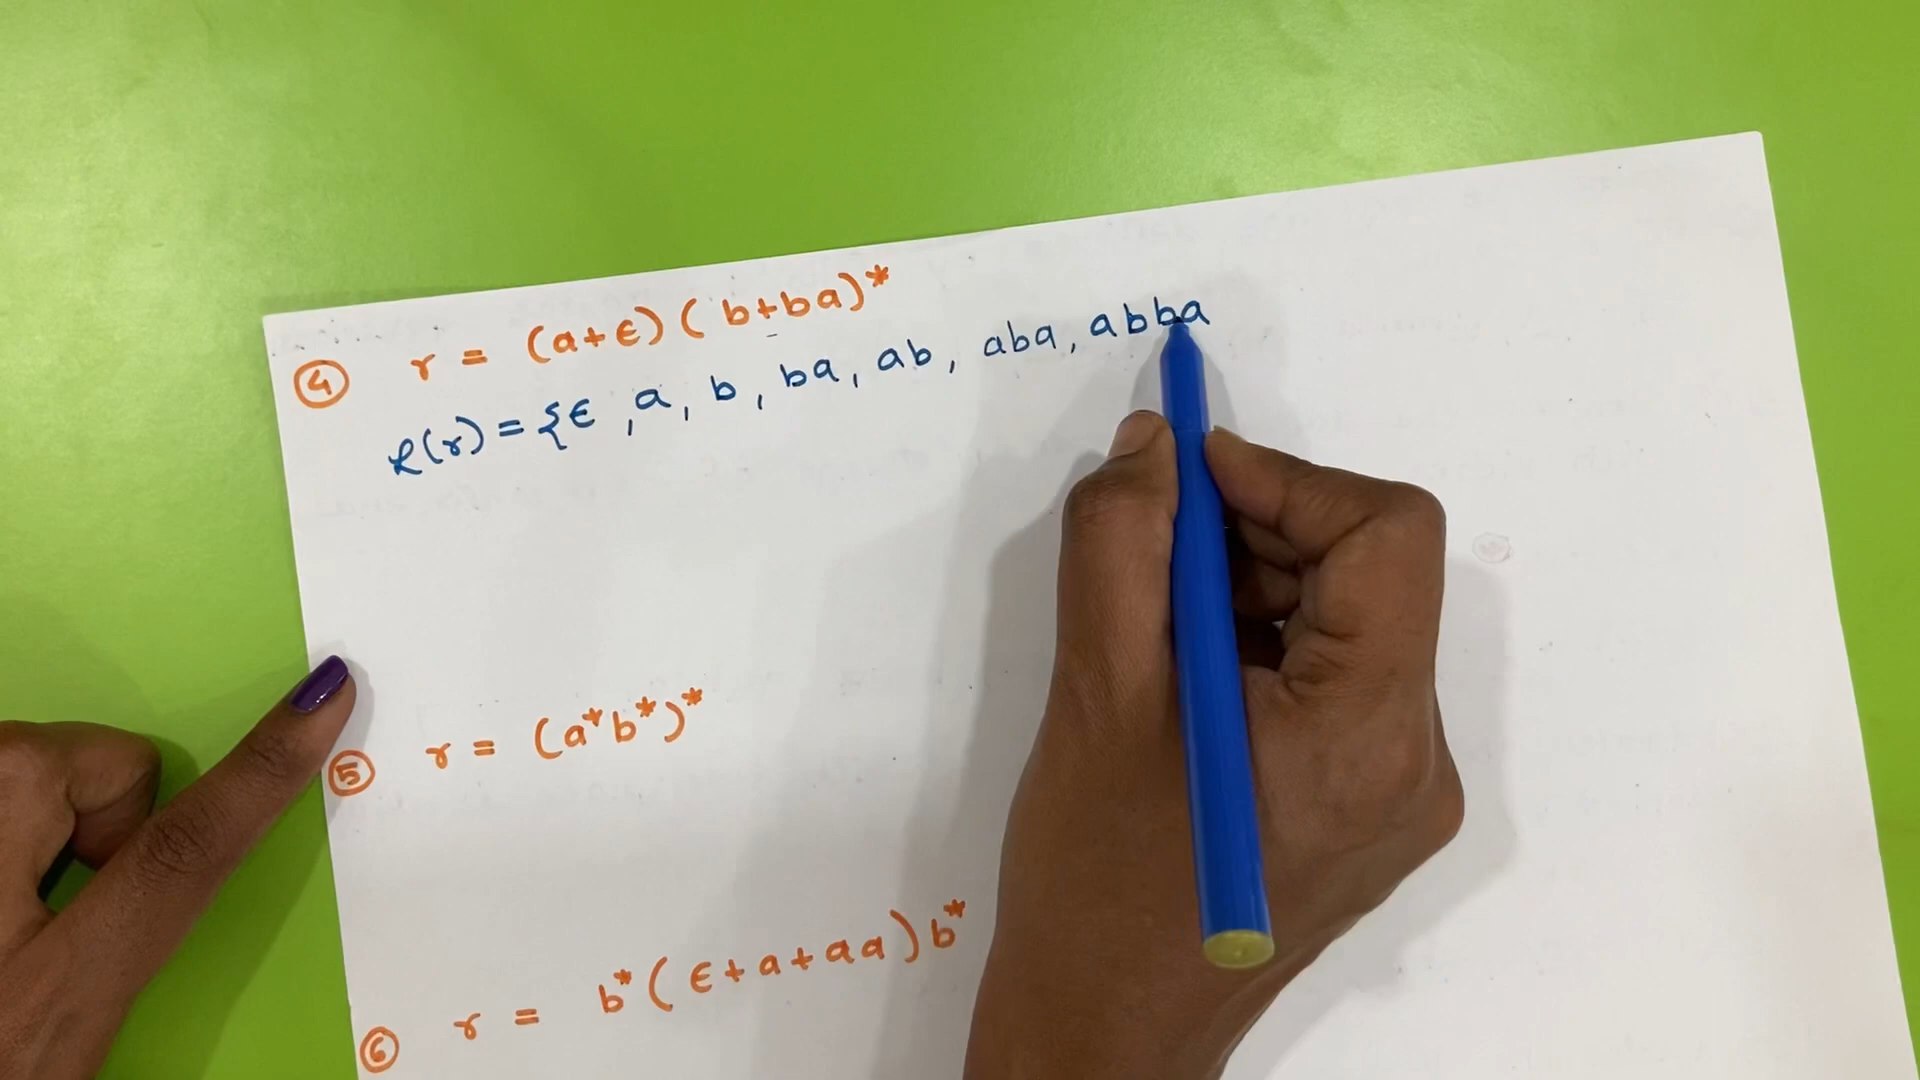 ④ r = (a+ϵ) (b+ba)*
L(r) = {ϵ, a, b, ba, ab, aba, abba
⑤ r = (a*b*)*
⑥ r = b*(ϵ+a+aa)b*